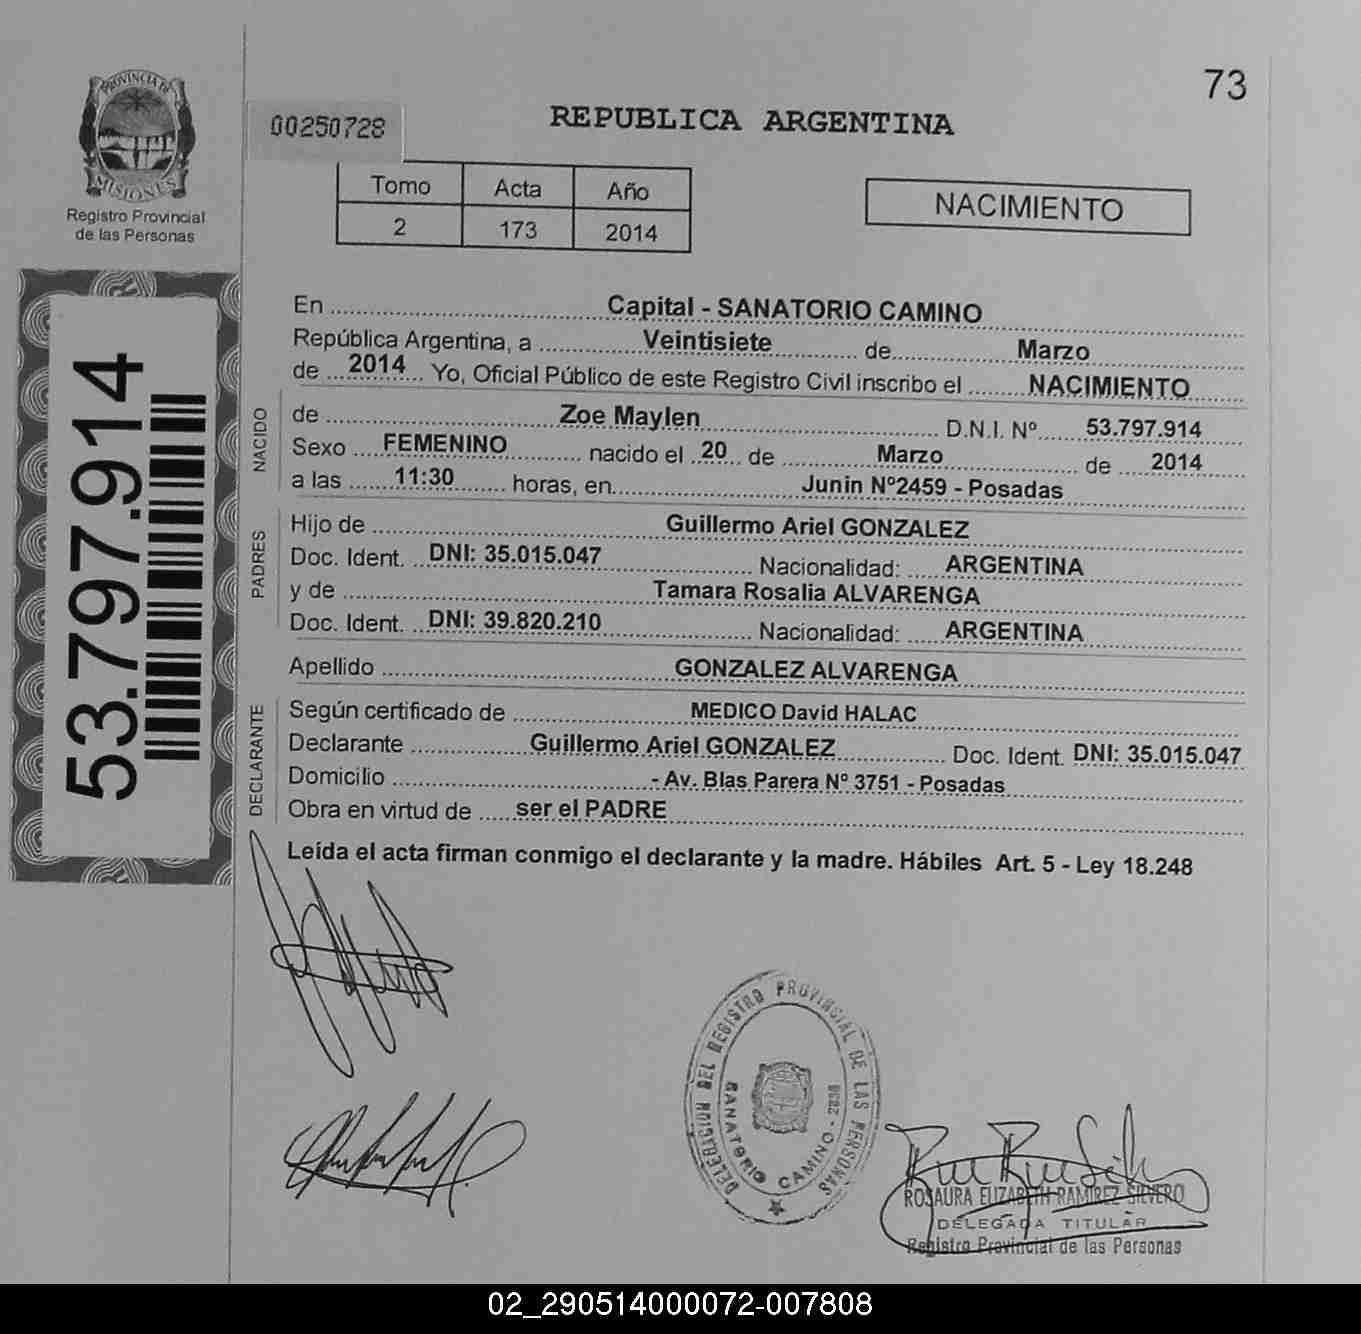 73
PROVINCIA DE
MISIONES
Registro Provincial
de las Personas
00250728
REPUBLICA ARGENTINA
Tomo Acta Año
2 173 2014
NACIMIENTO
53.797.914
En Capital - SANATORIO CAMINO
República Argentina, a Veintisiete de Marzo
de 2014 Yo, Oficial Público de este Registro Civil inscribo el NACIMIENTO
NACIDO
de Zoe Maylen D.N.I. Nº 53.797.914
Sexo FEMENINO nacido el 20 de Marzo de 2014
a las 11:30 horas, en Junin Nº2459 - Posadas
PADRES
Hijo de Guillermo Ariel GONZALEZ
Doc. Ident. DNI: 35.015.047 Nacionalidad: ARGENTINA
y de Tamara Rosalia ALVARENGA
Doc. Ident. DNI: 39.820.210 Nacionalidad: ARGENTINA
Apellido GONZALEZ ALVARENGA
DECLARANTE
Según certificado de MEDICO David HALAC
Declarante Guillermo Ariel GONZALEZ Doc. Ident. DNI: 35.015.047
Domicilio - Av. Blas Parera Nº 3751 - Posadas
Obra en virtud de ser el PADRE
Leída el acta firman conmigo el declarante y la madre. Hábiles Art. 5 - Ley 18.248
DELEGACION DEL REGISTRO PROVINCIAL DE LAS PERSONAS
SANATORIO CAMINO - 2838
ROSAURA ELIZABETH RAMIREZ SILVERO
DELEGADA TITULAR
Registro Provincial de las Personas
02_290514000072-007808